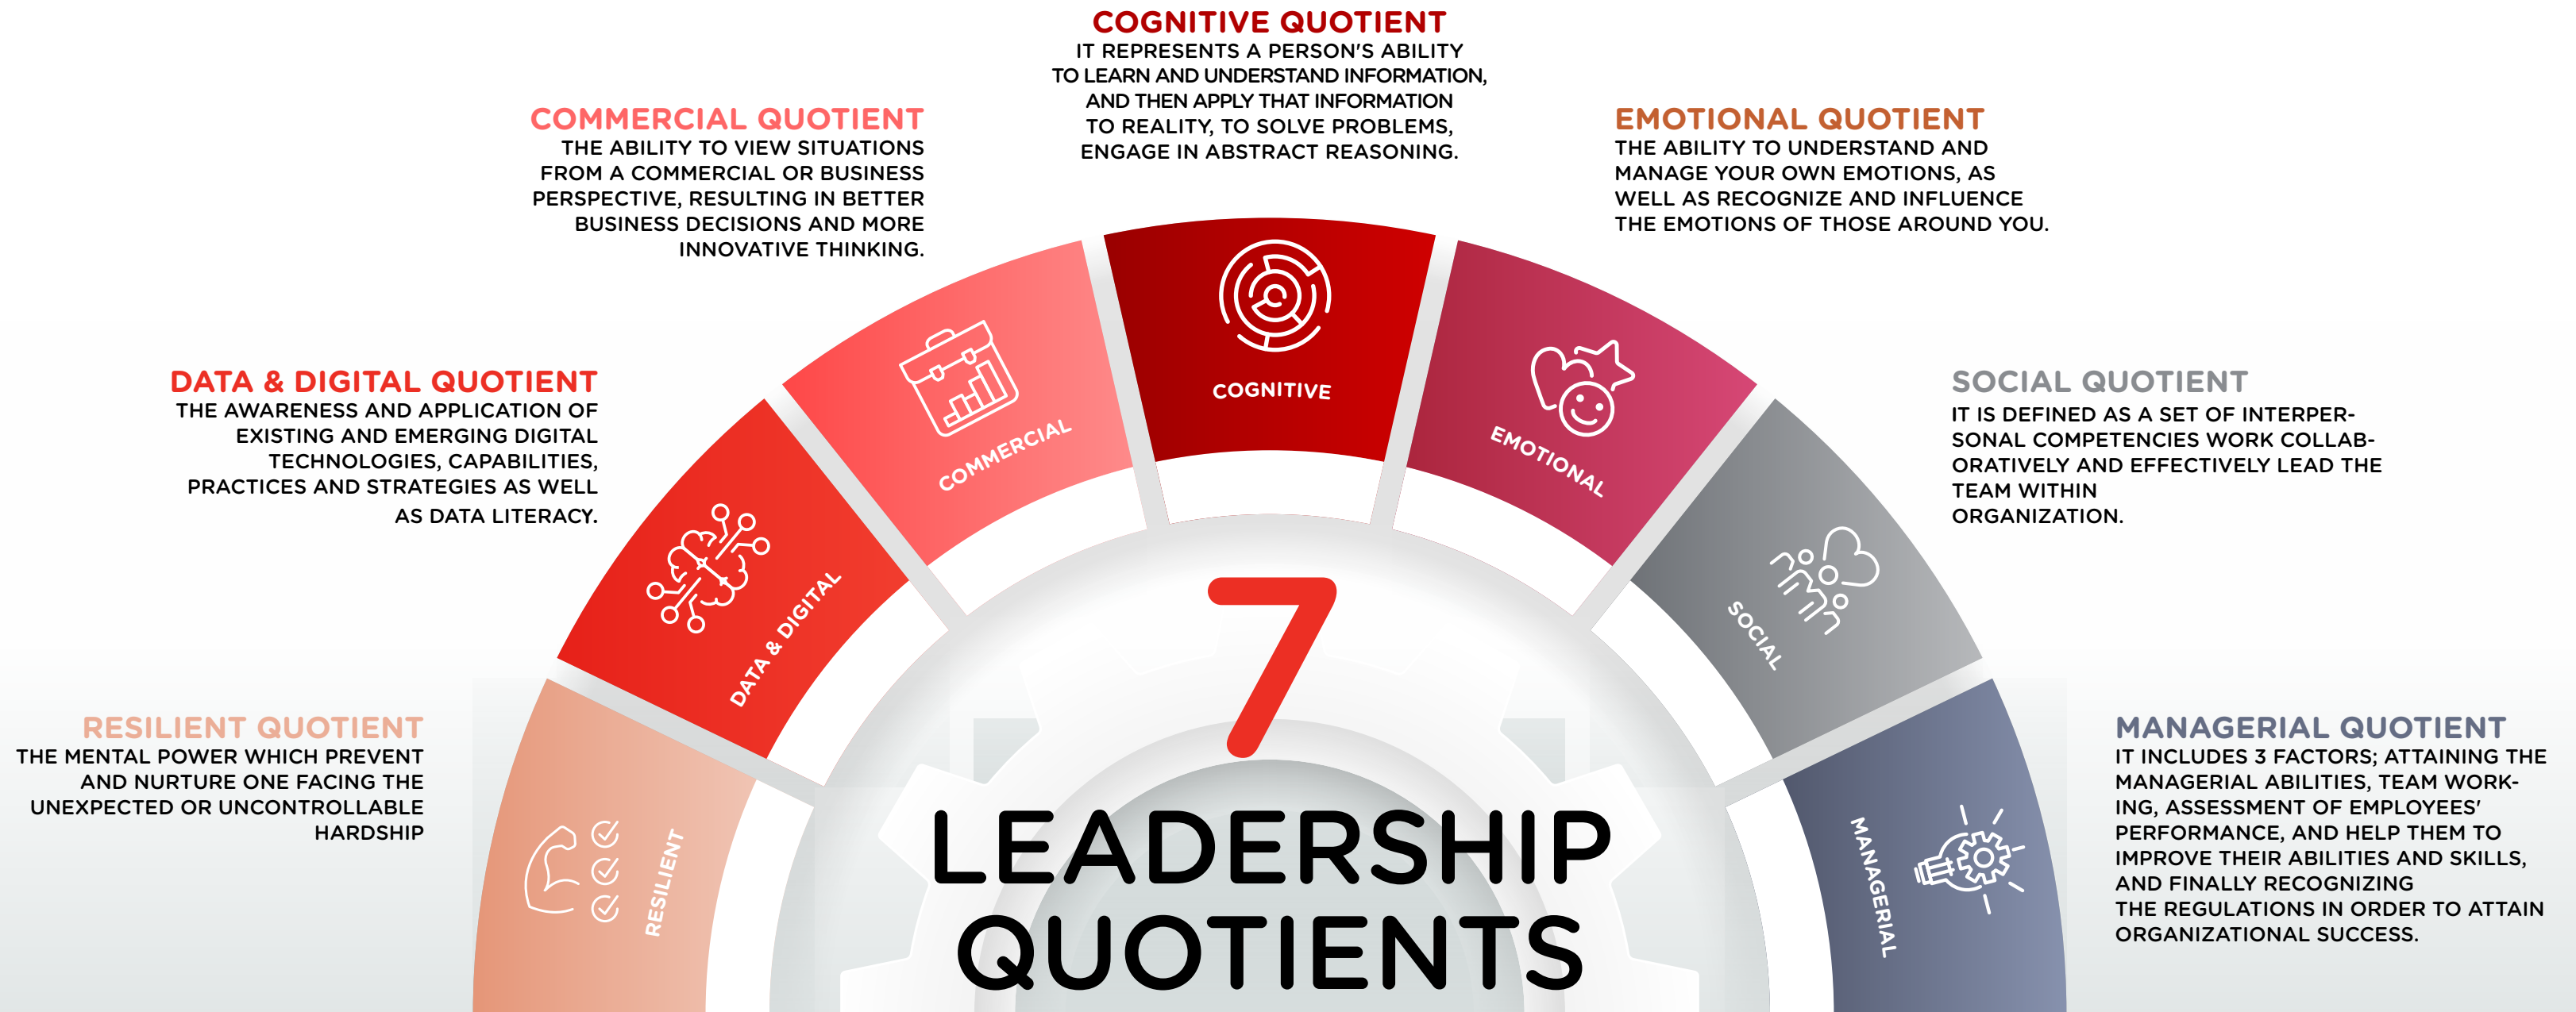 COGNITIVE QUOTIENT
IT REPRESENTS A PERSON'S ABILITY
TO LEARN AND UNDERSTAND INFORMATION,
AND THEN APPLY THAT INFORMATION
TO REALITY, TO SOLVE PROBLEMS,
ENGAGE IN ABSTRACT REASONING.
COMMERCIAL QUOTIENT
THE ABILITY TO VIEW SITUATIONS
FROM A COMMERCIAL OR BUSINESS
PERSPECTIVE, RESULTING IN BETTER
BUSINESS DECISIONS AND MORE
INNOVATIVE THINKING.
EMOTIONAL QUOTIENT
THE ABILITY TO UNDERSTAND AND
MANAGE YOUR OWN EMOTIONS, AS
WELL AS RECOGNIZE AND INFLUENCE
THE EMOTIONS OF THOSE AROUND YOU.
DATA & DIGITAL QUOTIENT
THE AWARENESS AND APPLICATION OF
EXISTING AND EMERGING DIGITAL
TECHNOLOGIES, CAPABILITIES,
PRACTICES AND STRATEGIES AS WELL
AS DATA LITERACY.
SOCIAL QUOTIENT
IT IS DEFINED AS A SET OF INTERPER-
SONAL COMPETENCIES WORK COLLAB-
ORATIVELY AND EFFECTIVELY LEAD THE
TEAM WITHIN
ORGANIZATION.
RESILIENT QUOTIENT
THE MENTAL POWER WHICH PREVENT
AND NURTURE ONE FACING THE
UNEXPECTED OR UNCONTROLLABLE
HARDSHIP
MANAGERIAL QUOTIENT
IT INCLUDES 3 FACTORS; ATTAINING THE
MANAGERIAL ABILITIES, TEAM WORK-
ING, ASSESSMENT OF EMPLOYEES'
PERFORMANCE, AND HELP THEM TO
IMPROVE THEIR ABILITIES AND SKILLS,
AND FINALLY RECOGNIZING
THE REGULATIONS IN ORDER TO ATTAIN
ORGANIZATIONAL SUCCESS.
RESILIENT
DATA & DIGITAL
COMMERCIAL
COGNITIVE
EMOTIONAL
SOCIAL
MANAGERIAL
7
LEADERSHIP
QUOTIENTS